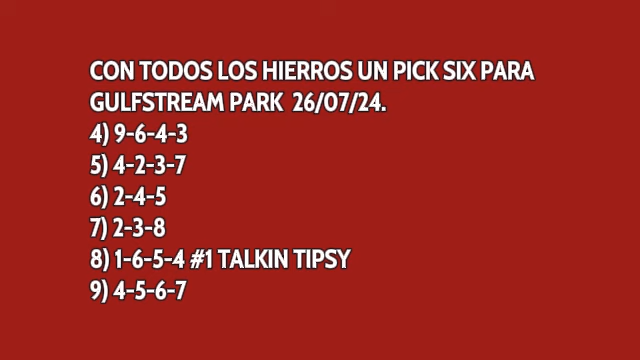 CON TODOS LOS HIERROS UN PICK SIX PARA
GULFSTREAM PARK 26/07/24.
4) 9-6-4-3
5) 4-2-3-7
6) 2-4-5
7) 2-3-8
8) 1-6-5-4 #1 TALKIN TIPSY
9) 4-5-6-7